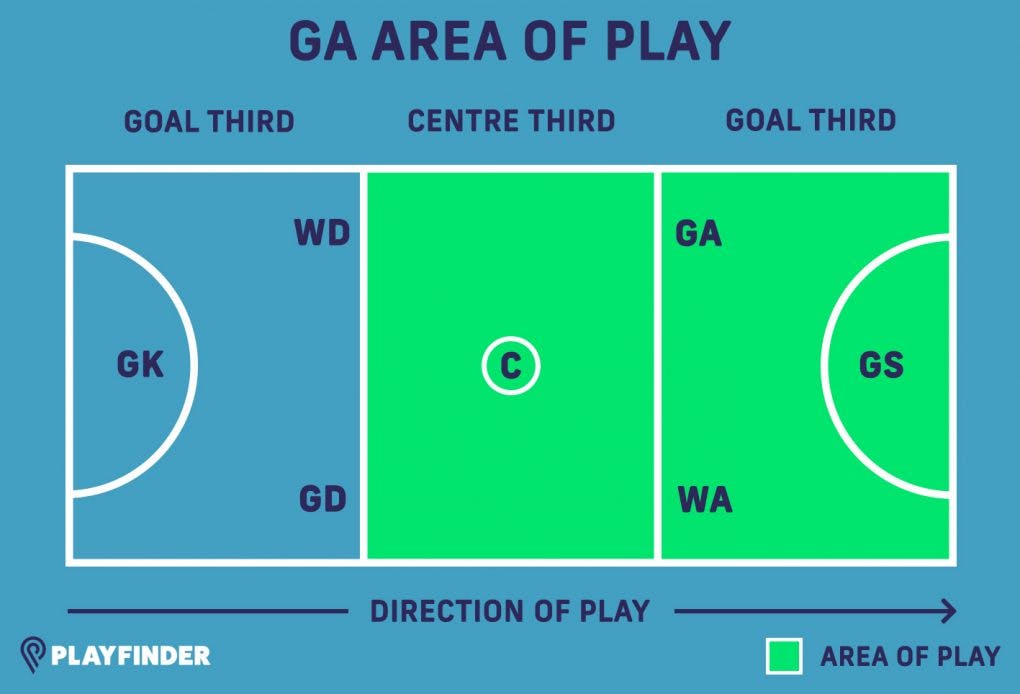 GA AREA OF PLAY
GOAL THIRD CENTRE THIRD GOAL THIRD
WD GA
GK C GS
GD WA
DIRECTION OF PLAY
PLAYFINDER AREA OF PLAY